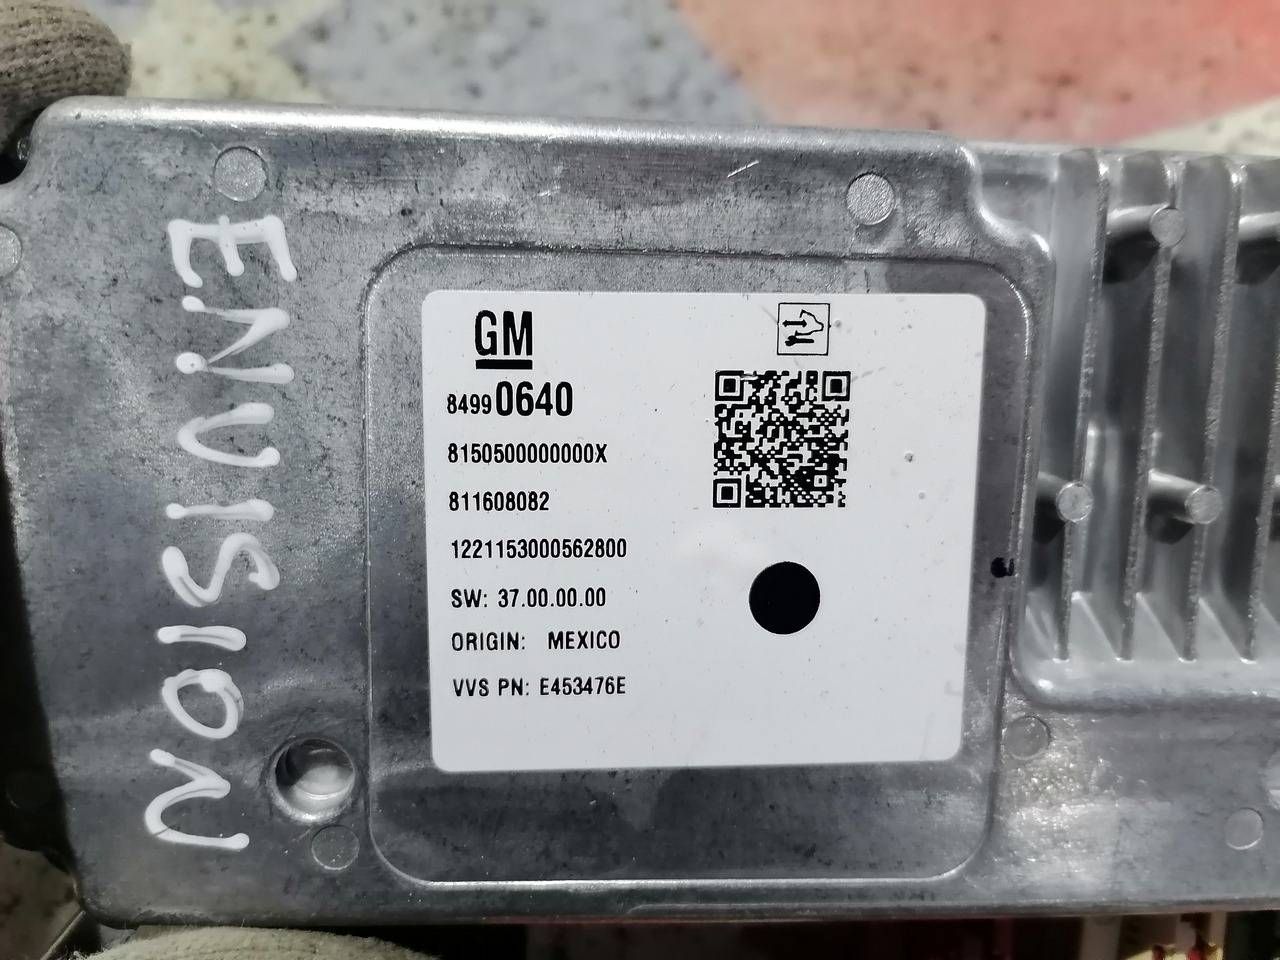 ENVISION
GM
84990640
8150500000000X
811608082
1221153000562800
SW: 37.00.00.00
ORIGIN: MEXICO
VVS PN: E453476E